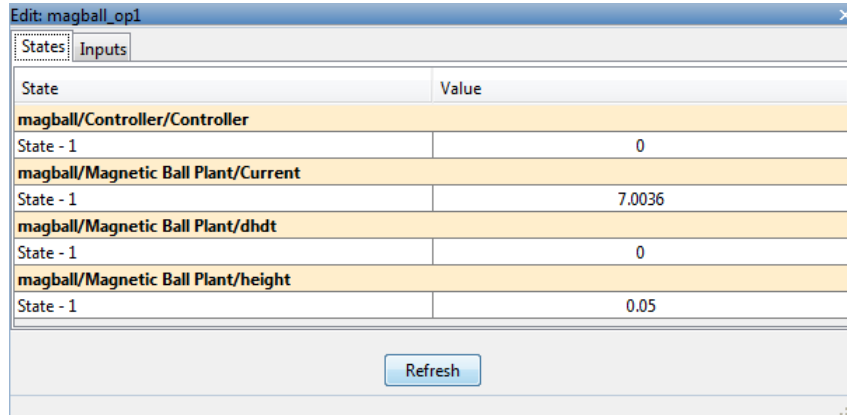 Edit: magball_op1
States Inputs
State Value
magball/Controller/Controller
State - 1 0
magball/Magnetic Ball Plant/Current
State - 1 7.0036
magball/Magnetic Ball Plant/dhdt
State - 1 0
magball/Magnetic Ball Plant/height
State - 1 0.05
Refresh